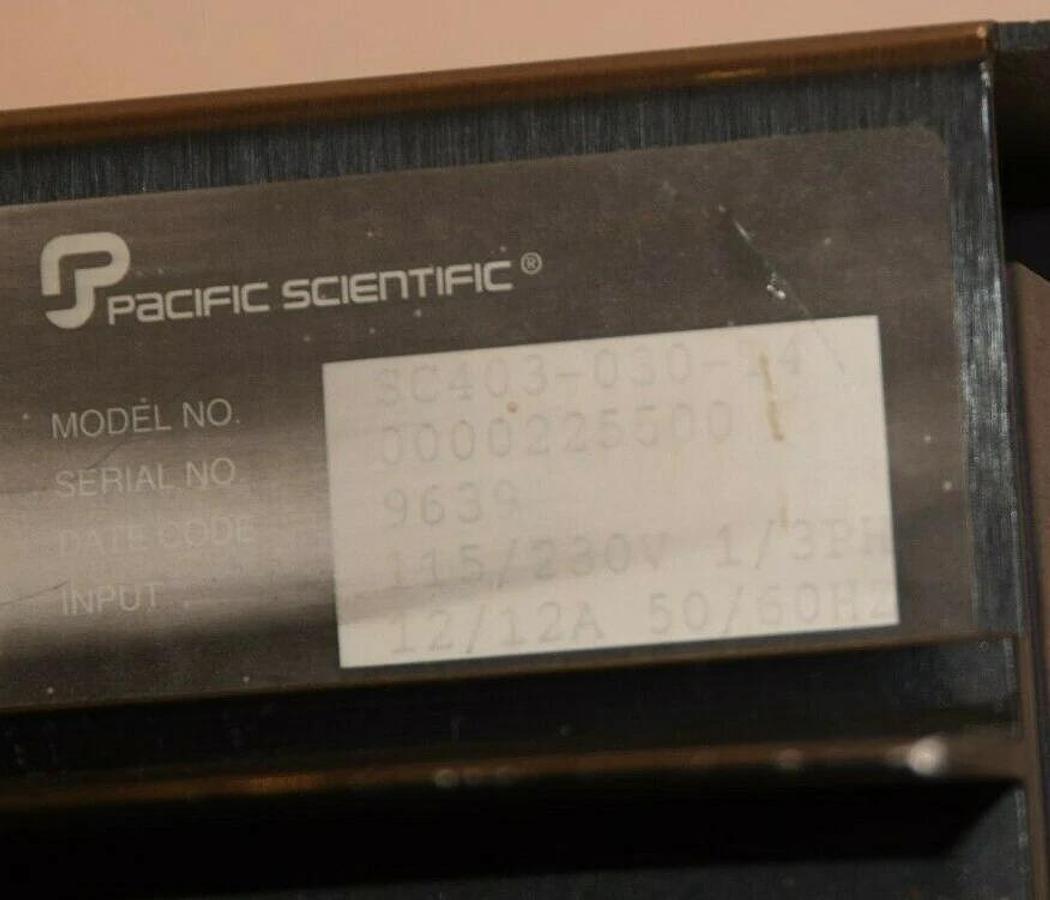 PACIFIC SCIENTIFIC®
MODEL NO. SC403-030-T4
SERIAL NO. 0000225500
DATE CODE 9639
INPUT 115/230V 1/3PH
12/12A 50/60HZ